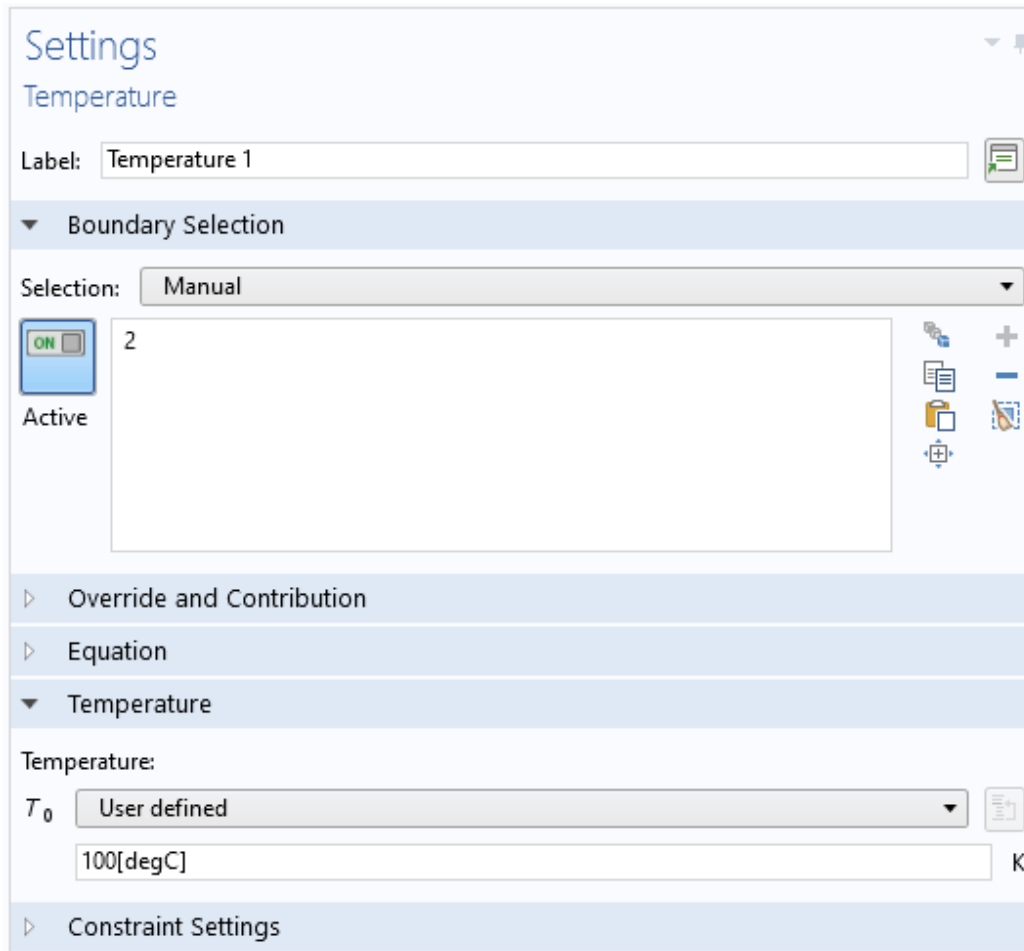 Settings
Temperature
Label: Temperature 1
Boundary Selection
Selection: Manual
ON 2
Active
Override and Contribution
Equation
Temperature
Temperature:
T0 User defined
100[degC] K
Constraint Settings